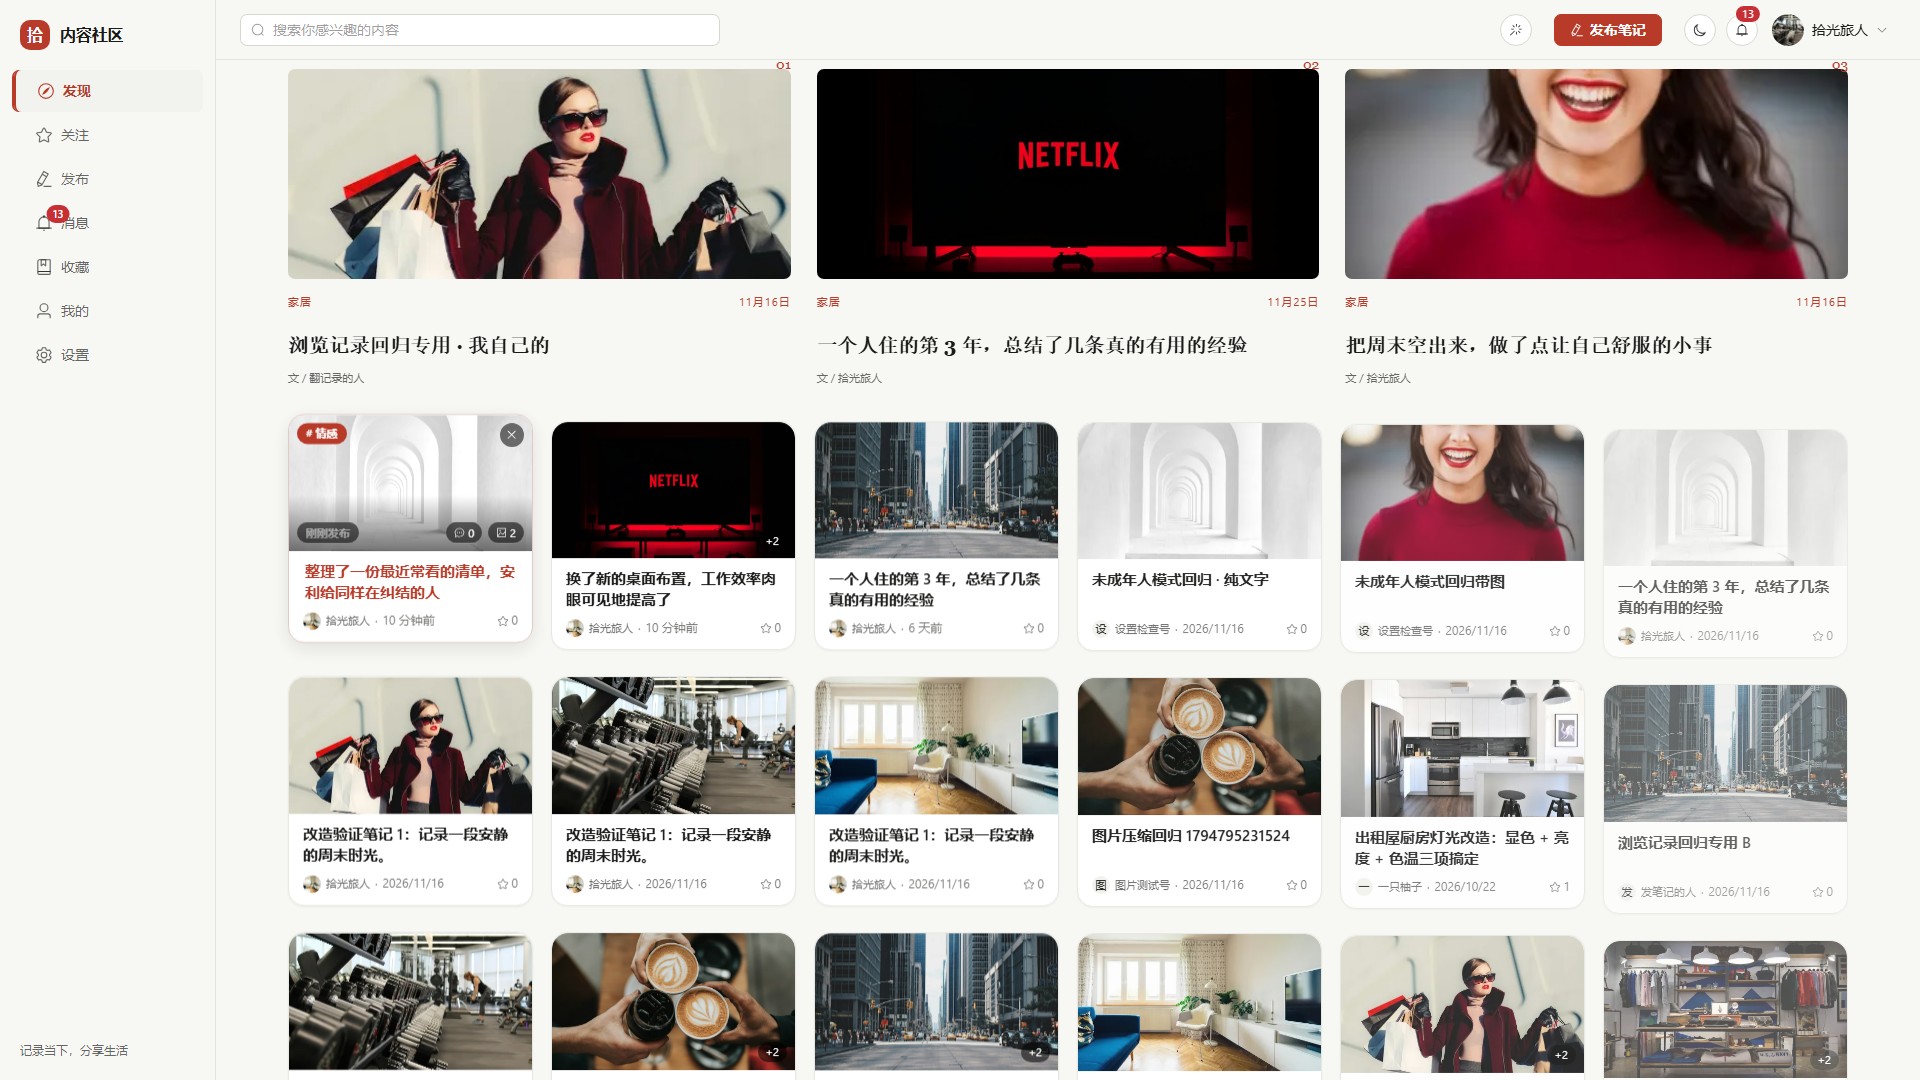 拾 内容社区
搜索你感兴趣的内容
发布笔记
13
拾光旅人
发现
关注
发布
13
消息
收藏
我的
设置
记录当下，分享生活
01
02
03
NETFLIX
家居
11月16日
家居
11月25日
家居
11月16日
浏览记录回归专用 · 我自己的
一个人住的第 3 年，总结了几条真的有用的经验
把周末空出来，做了点让自己舒服的小事
文 / 翻记录的人
文 / 拾光旅人
文 / 拾光旅人
# 情感
刚刚发布
0
2
整理了一份最近常看的清单，安
利给同样在纠结的人
拾光旅人 · 10 分钟前
0
NETFLIX
+2
换了新的桌面布置，工作效率肉
眼可见地提高了
拾光旅人 · 10 分钟前
0
一个人住的第 3 年，总结了几条
真的有用的经验
拾光旅人 · 6 天前
0
未成年人模式回归 · 纯文字
设 设置检查号 · 2026/11/16
0
未成年人模式回归带图
设 设置检查号 · 2026/11/16
0
一个人住的第 3 年，总结了几条
真的有用的经验
拾光旅人 · 2026/11/16
0
改造验证笔记 1：记录一段安静
的周末时光。
拾光旅人 · 2026/11/16
0
改造验证笔记 1：记录一段安静
的周末时光。
拾光旅人 · 2026/11/16
0
改造验证笔记 1：记录一段安静
的周末时光。
拾光旅人 · 2026/11/16
0
图片压缩回归 1794795231524
图 图片测试号 · 2026/11/16
0
出租屋厨房灯光改造：显色 + 亮
度 + 色温三项搞定
一 一只柚子 · 2026/10/22
1
浏览记录回归专用 B
发 发笔记的人 · 2026/11/16
0
+2
+2
+2
+2